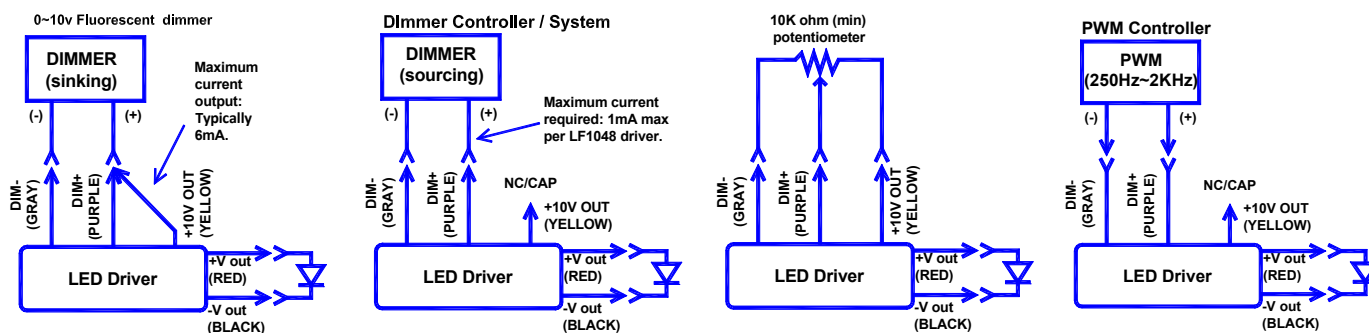 0~10v Fluorescent dimmer
DIMMER
(sinking)
Maximum
current
output:
Typically
6mA.
(-)
(+)
DIM-
(GRAY)
DIM+
(PURPLE)
+10V OUT
(YELLOW)
LED Driver
+V out
(RED)
-V out
(BLACK)
DImmer Controller / System
DIMMER
(sourcing)
(-)
(+)
Maximum current
required: 1mA max
per LF1048 driver.
DIM-
(GRAY)
DIM+
(PURPLE)
NC/CAP
+10V OUT
(YELLOW)
LED Driver
+V out
(RED)
-V out
(BLACK)
10K ohm (min)
potentiometer
DIM-
(GRAY)
DIM+
(PURPLE)
+10V OUT
(YELLOW)
LED Driver
+V out
(RED)
-V out
(BLACK)
PWM Controller
PWM
(250Hz~2KHz)
(-)
(+)
DIM-
(GRAY)
DIM+
(PURPLE)
NC/CAP
+10V OUT
(YELLOW)
LED Driver
+V out
(RED)
-V out
(BLACK)